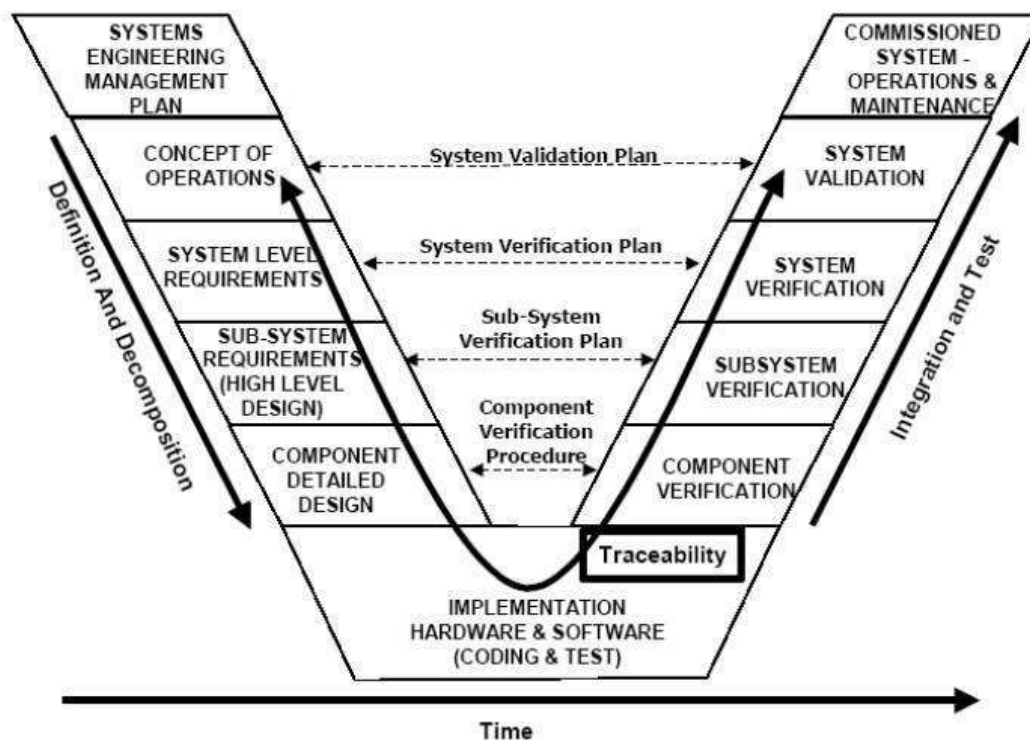 SYSTEMS
ENGINEERING
MANAGEMENT
PLAN
COMMISSIONED
SYSTEM -
OPERATIONS &
MAINTENANCE
CONCEPT OF
OPERATIONS
System Validation Plan
SYSTEM
VALIDATION
Definition And Decomposition
SYSTEM LEVEL
REQUIREMENTS
System Verification Plan
SYSTEM
VERIFICATION
Integration and Test
SUB-SYSTEM
REQUIREMENTS
(HIGH LEVEL
DESIGN)
Sub-System
Verification Plan
SUBSYSTEM
VERIFICATION
COMPONENT
DETAILED
DESIGN
Component
Verification
Procedure
COMPONENT
VERIFICATION
Traceability
IMPLEMENTATION
HARDWARE & SOFTWARE
(CODING & TEST)
Time